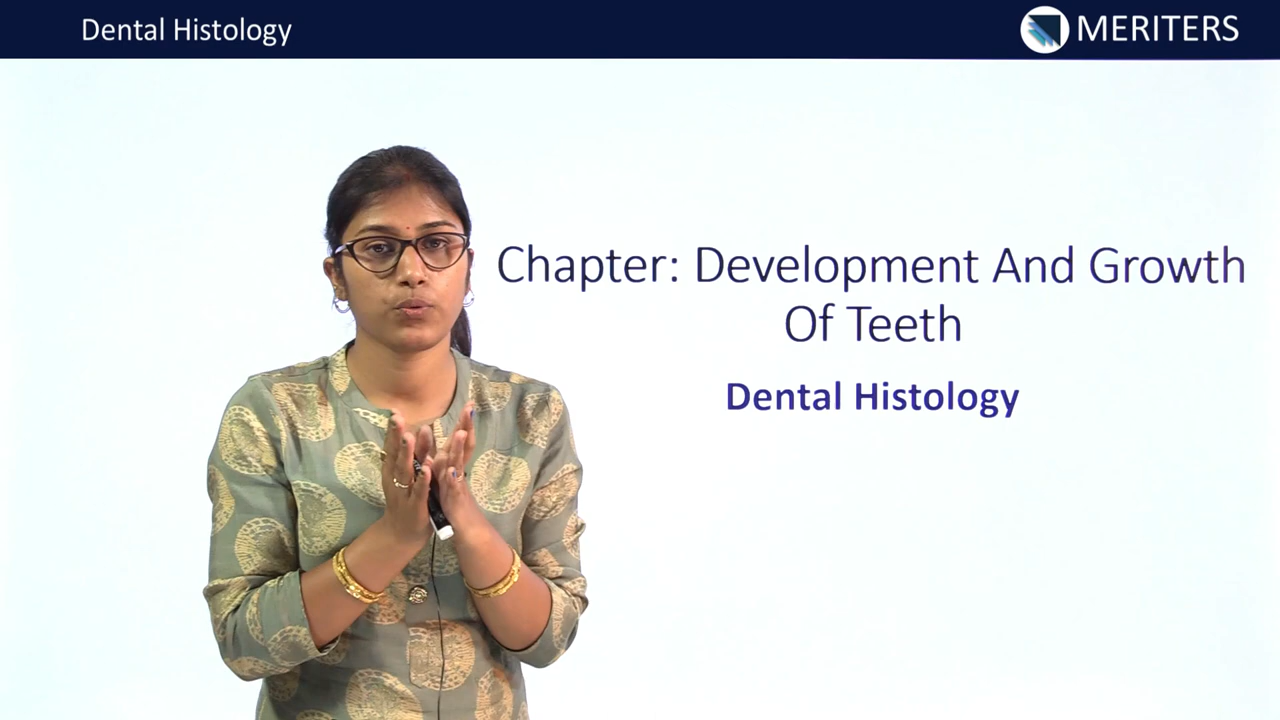 Dental Histology
MERITERS
Chapter: Development And Growth
Of Teeth
Dental Histology